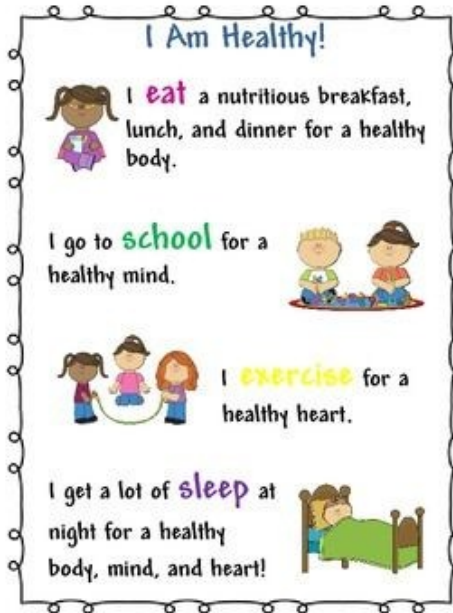 I Am Healthy!
I eat a nutritious breakfast,
lunch, and dinner for a healthy
body.
I go to school for a
healthy mind.
I exercise for a
healthy heart.
I get a lot of sleep at
night for a healthy
body, mind, and heart!